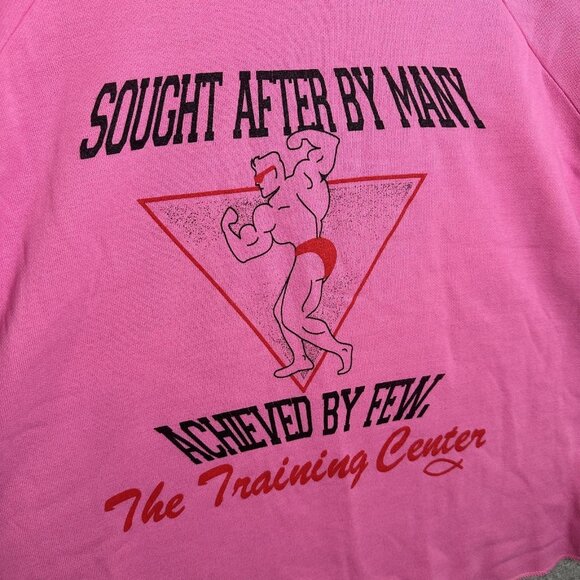 SOUGHT AFTER BY MANY
ACHIEVED BY FEW.
The Training Center